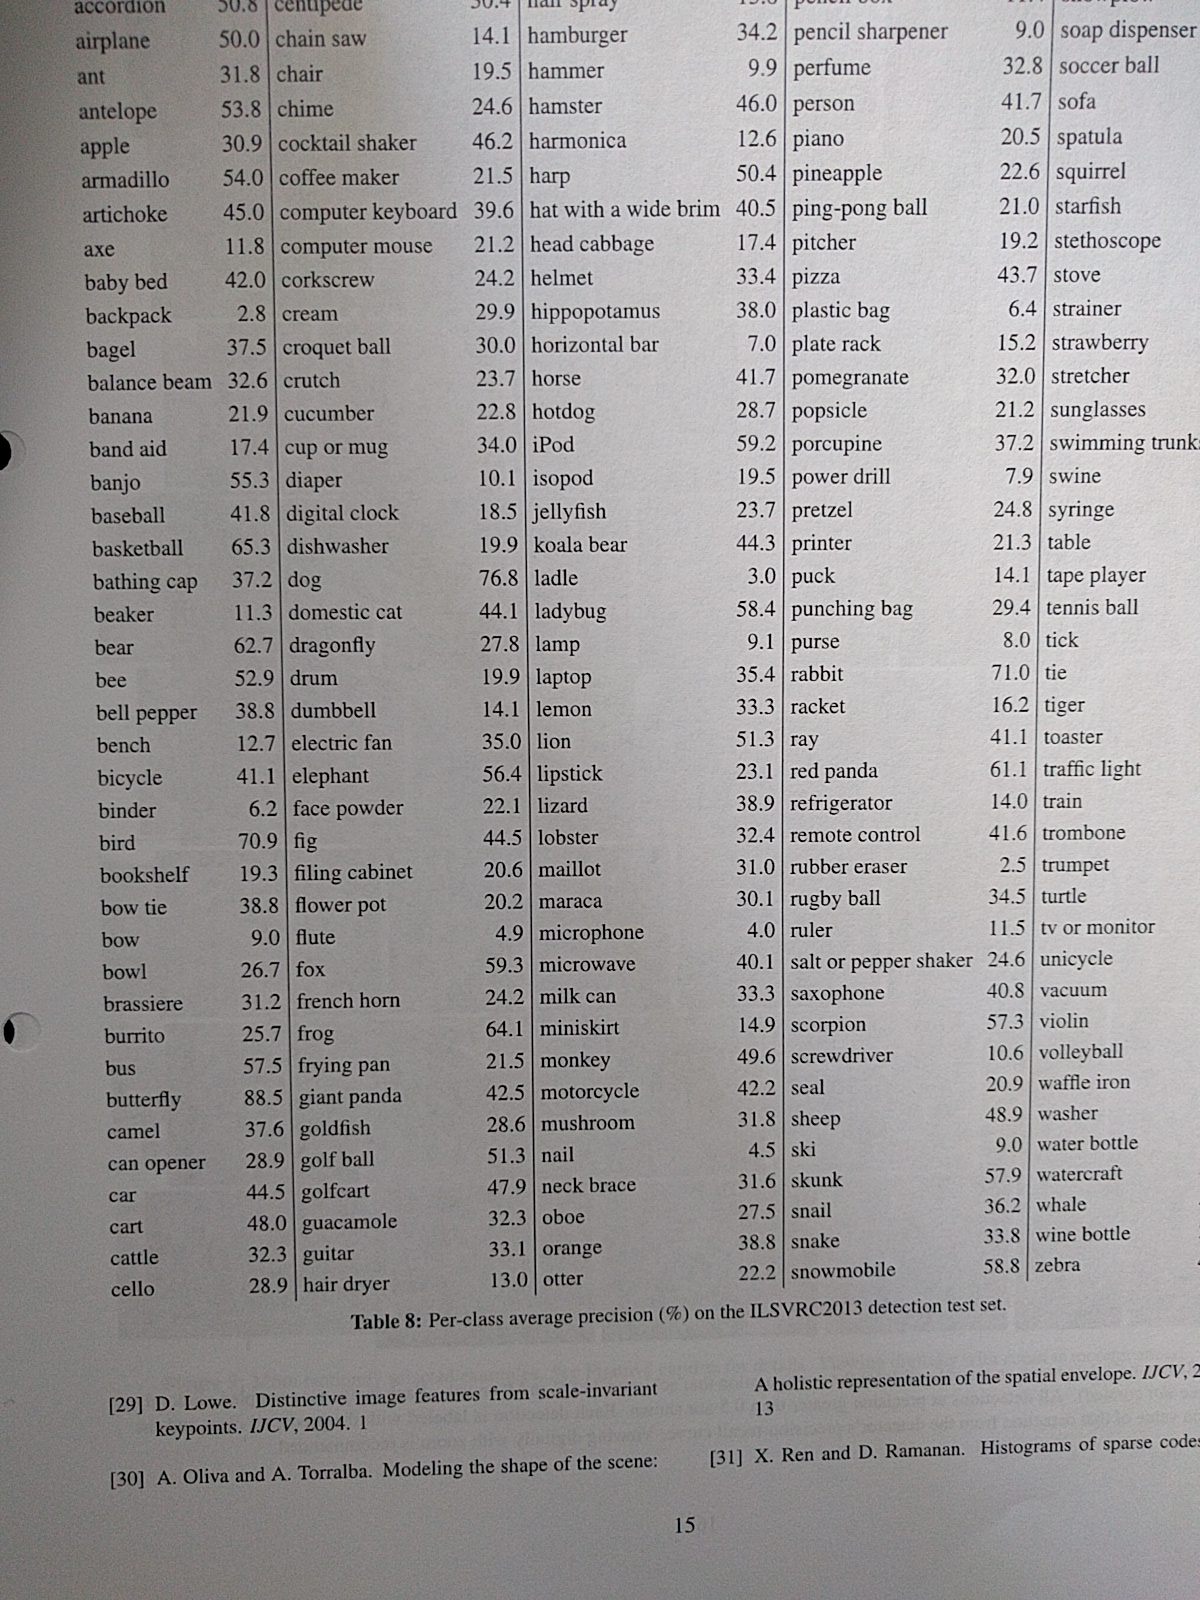 accordion 50.8 centipede 30.4 hair spray
airplane 50.0 chain saw 14.1 hamburger 34.2 pencil sharpener 9.0 soap dispenser
ant 31.8 chair 19.5 hammer 9.9 perfume 32.8 soccer ball
antelope 53.8 chime 24.6 hamster 46.0 person 41.7 sofa
apple 30.9 cocktail shaker 46.2 harmonica 12.6 piano 20.5 spatula
armadillo 54.0 coffee maker 21.5 harp 50.4 pineapple 22.6 squirrel
artichoke 45.0 computer keyboard 39.6 hat with a wide brim 40.5 ping-pong ball 21.0 starfish
axe 11.8 computer mouse 21.2 head cabbage 17.4 pitcher 19.2 stethoscope
baby bed 42.0 corkscrew 24.2 helmet 33.4 pizza 43.7 stove
backpack 2.8 cream 29.9 hippopotamus 38.0 plastic bag 6.4 strainer
bagel 37.5 croquet ball 30.0 horizontal bar 7.0 plate rack 15.2 strawberry
balance beam 32.6 crutch 23.7 horse 41.7 pomegranate 32.0 stretcher
banana 21.9 cucumber 22.8 hotdog 28.7 popsicle 21.2 sunglasses
band aid 17.4 cup or mug 34.0 iPod 59.2 porcupine 37.2 swimming trunk
banjo 55.3 diaper 10.1 isopod 19.5 power drill 7.9 swine
baseball 41.8 digital clock 18.5 jellyfish 23.7 pretzel 24.8 syringe
basketball 65.3 dishwasher 19.9 koala bear 44.3 printer 21.3 table
bathing cap 37.2 dog 76.8 ladle 3.0 puck 14.1 tape player
beaker 11.3 domestic cat 44.1 ladybug 58.4 punching bag 29.4 tennis ball
bear 62.7 dragonfly 27.8 lamp 9.1 purse 8.0 tick
bee 52.9 drum 19.9 laptop 35.4 rabbit 71.0 tie
bell pepper 38.8 dumbbell 14.1 lemon 33.3 racket 16.2 tiger
bench 12.7 electric fan 35.0 lion 51.3 ray 41.1 toaster
bicycle 41.1 elephant 56.4 lipstick 23.1 red panda 61.1 traffic light
binder 6.2 face powder 22.1 lizard 38.9 refrigerator 14.0 train
bird 70.9 fig 44.5 lobster 32.4 remote control 41.6 trombone
bookshelf 19.3 filing cabinet 20.6 maillot 31.0 rubber eraser 2.5 trumpet
bow tie 38.8 flower pot 20.2 maraca 30.1 rugby ball 34.5 turtle
bow 9.0 flute 4.9 microphone 4.0 ruler 11.5 tv or monitor
bowl 26.7 fox 59.3 microwave 40.1 salt or pepper shaker 24.6 unicycle
brassiere 31.2 french horn 24.2 milk can 33.3 saxophone 40.8 vacuum
burrito 25.7 frog 64.1 miniskirt 14.9 scorpion 57.3 violin
bus 57.5 frying pan 21.5 monkey 49.6 screwdriver 10.6 volleyball
butterfly 88.5 giant panda 42.5 motorcycle 42.2 seal 20.9 waffle iron
camel 37.6 goldfish 28.6 mushroom 31.8 sheep 48.9 washer
can opener 28.9 golf ball 51.3 nail 4.5 ski 9.0 water bottle
car 44.5 golfcart 47.9 neck brace 31.6 skunk 57.9 watercraft
cart 48.0 guacamole 32.3 oboe 27.5 snail 36.2 whale
cattle 32.3 guitar 33.1 orange 38.8 snake 33.8 wine bottle
cello 28.9 hair dryer 13.0 otter 22.2 snowmobile 58.8 zebra
Table 8: Per-class average precision (%) on the ILSVRC2013 detection test set.
[29] D. Lowe. Distinctive image features from scale-invariant
keypoints. IJCV, 2004. 1
[30] A. Oliva and A. Torralba. Modeling the shape of the scene:
A holistic representation of the spatial envelope. IJCV, 2
13
[31] X. Ren and D. Ramanan. Histograms of sparse codes
15